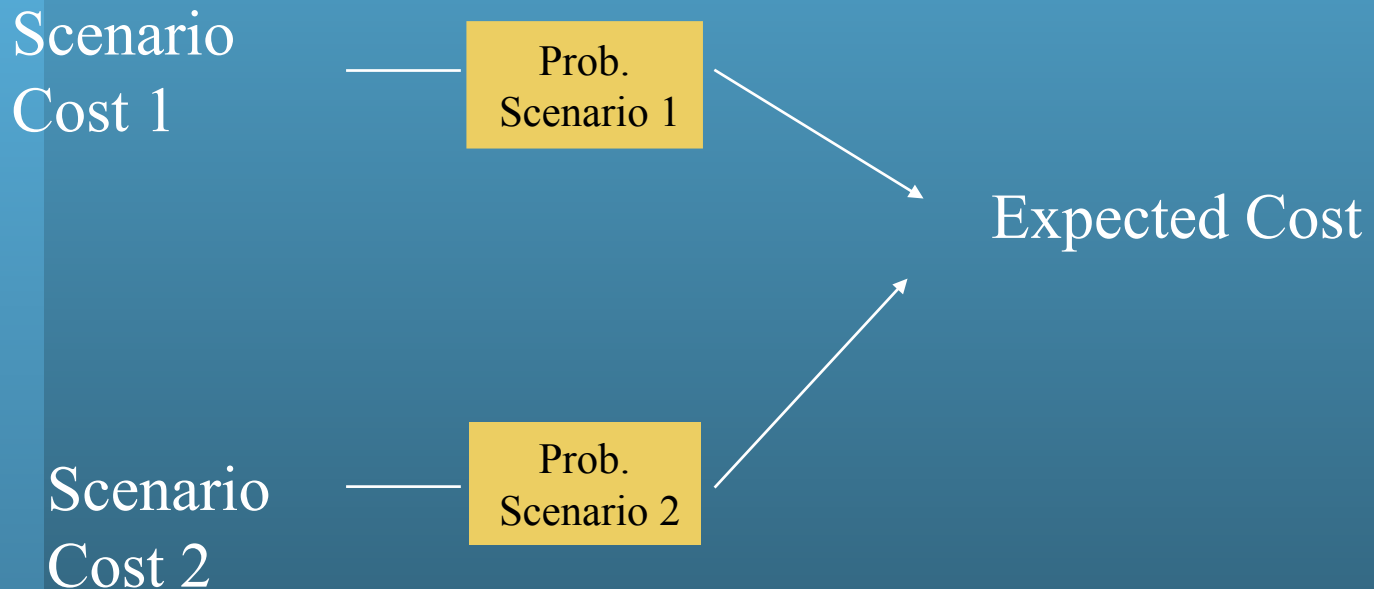 Scenario
Cost 1
Prob.
Scenario 1
Expected Cost
Prob.
Scenario 2
Scenario
Cost 2